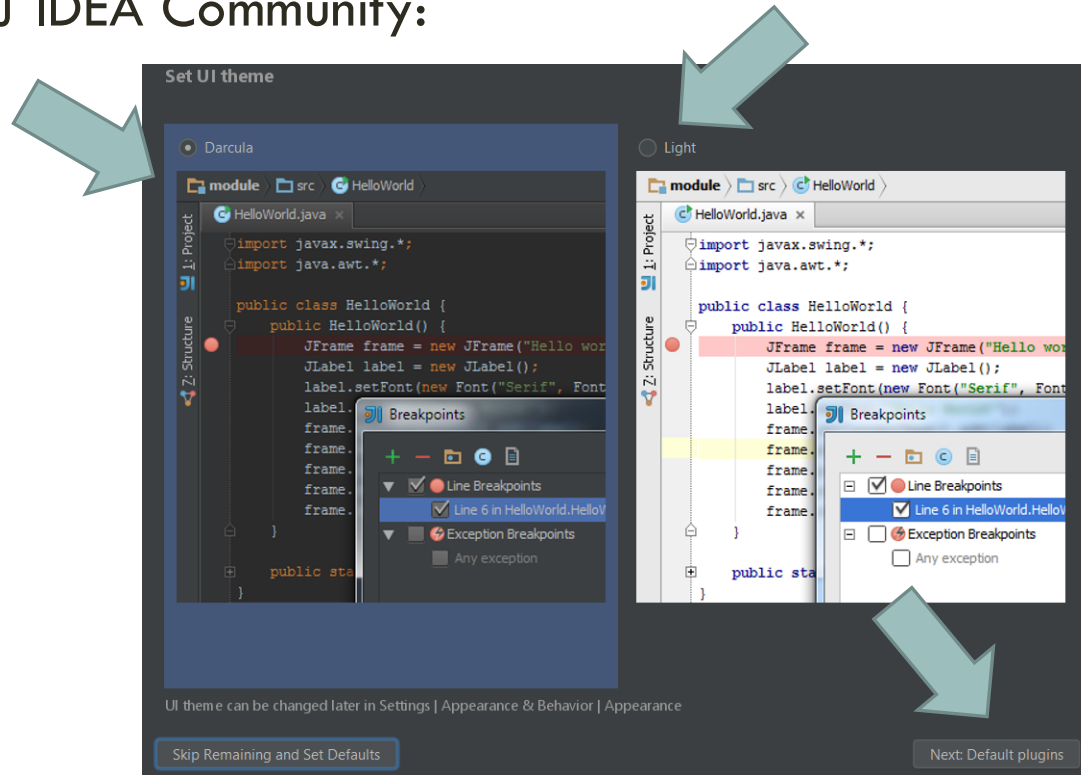 J IDEA Community:
Set UI theme
Darcula
module src HelloWorld
HelloWorld.java ×
1: Project
Z: Structure
import javax.swing.*;
import java.awt.*;
public class HelloWorld {
public HelloWorld() {
JFrame frame = new JFrame("Hello wor
JLabel label = new JLabel();
label.setFont(new Font("Serif", Font
label.
frame.
frame.
frame.
frame.
frame.
}
public sta
}
Breakpoints
Line Breakpoints
Line 6 in HelloWorld.HelloW
Exception Breakpoints
Any exception
Light
module src HelloWorld
HelloWorld.java ×
1: Project
Z: Structure
import javax.swing.*;
import java.awt.*;
public class HelloWorld {
public HelloWorld() {
JFrame frame = new JFrame("Hello wor
JLabel label = new JLabel();
label.setFont(new Font("Serif", Font
label.
frame.
frame.
frame.
frame.
frame.
}
public sta
}
Breakpoints
Line Breakpoints
Line 6 in HelloWorld.HelloW
Exception Breakpoints
Any exception
UI theme can be changed later in Settings | Appearance & Behavior | Appearance
Skip Remaining and Set Defaults
Next: Default plugins